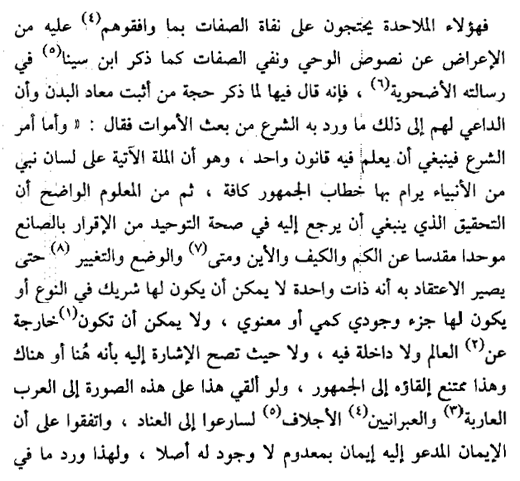 فهؤلاء الملاحدة يحتجون على نفاة الصفات بما وافقوهم(٤) عليه من
الإعراض عن نصوص الوحي ونفي الصفات كما ذكر ابن سينا(٥) في
رسالته الأضحوية(٦) ، فإنه قال فيها لما ذكر حجة من أثبت معاد البدن وأن
الداعي لهم إلى ذلك ما ورد به الشرع من بعث الأموات فقال : « وأما أمر
الشرع فينبغي أن يعلم فيه قانون واحد ، وهو أن الملة الآتية على لسان نبي
من الأنبياء يرام بها خطاب الجمهور كافة ، ثم من المعلوم الواضح أن
التحقيق الذي ينبغي أن يرجع إليه في صحة التوحيد من الإقرار بالصانع
موحدا مقدسا عن الكم والكيف والأين ومتى(٧) والوضع والتغيير(٨) حتى
يصير الاعتقاد به أنه ذات واحدة لا يمكن أن يكون لها شريك في النوع أو
يكون لها جزء وجودي كمي أو معنوي ، ولا يمكن أن تكون(١) خارجة
عن(٢) العالم ولا داخلة فيه ، ولا حيث تصح الإشارة إليه بأنه هُنا أو هناك
وهذا ممتنع إلقاؤه إلى الجمهور ، ولو ألقي هذا على هذه الصورة إلى العرب
العاربة(٣) والعبرانيين(٤) الأجلاف(٥) لسارعوا إلى العناد ، واتفقوا على أن
الإيمان المدعو إليه إيمان بمعدوم لا وجود له أصلا ، ولهذا ورد ما في